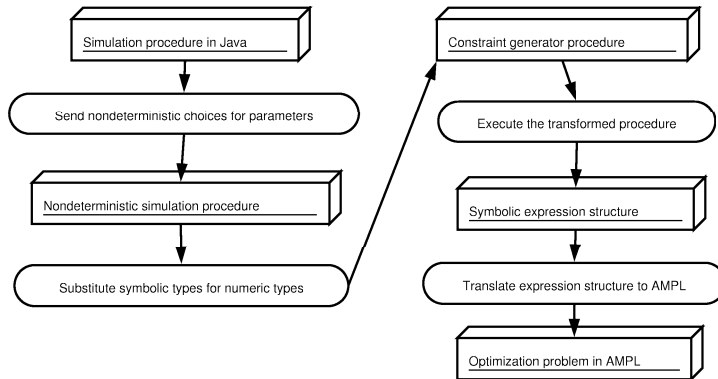 Simulation procedure in Java
Send nondeterministic choices for parameters
Nondeterministic simulation procedure
Substitute symbolic types for numeric types
Constraint generator procedure
Execute the transformed procedure
Symbolic expression structure
Translate expression structure to AMPL
Optimization problem in AMPL